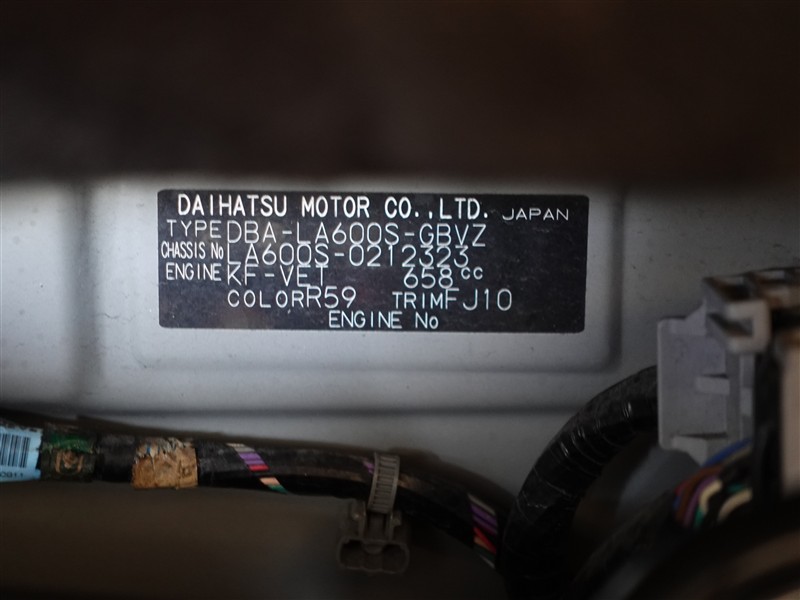 DAIHATSU MOTOR CO.,LTD. JAPAN
TYPE DBA-LA600S-GBVZ
CHASSIS No LA600S-0212323
ENGINE KF-VET 658cc
COLOR R59 TRIM FJ10
ENGINE No